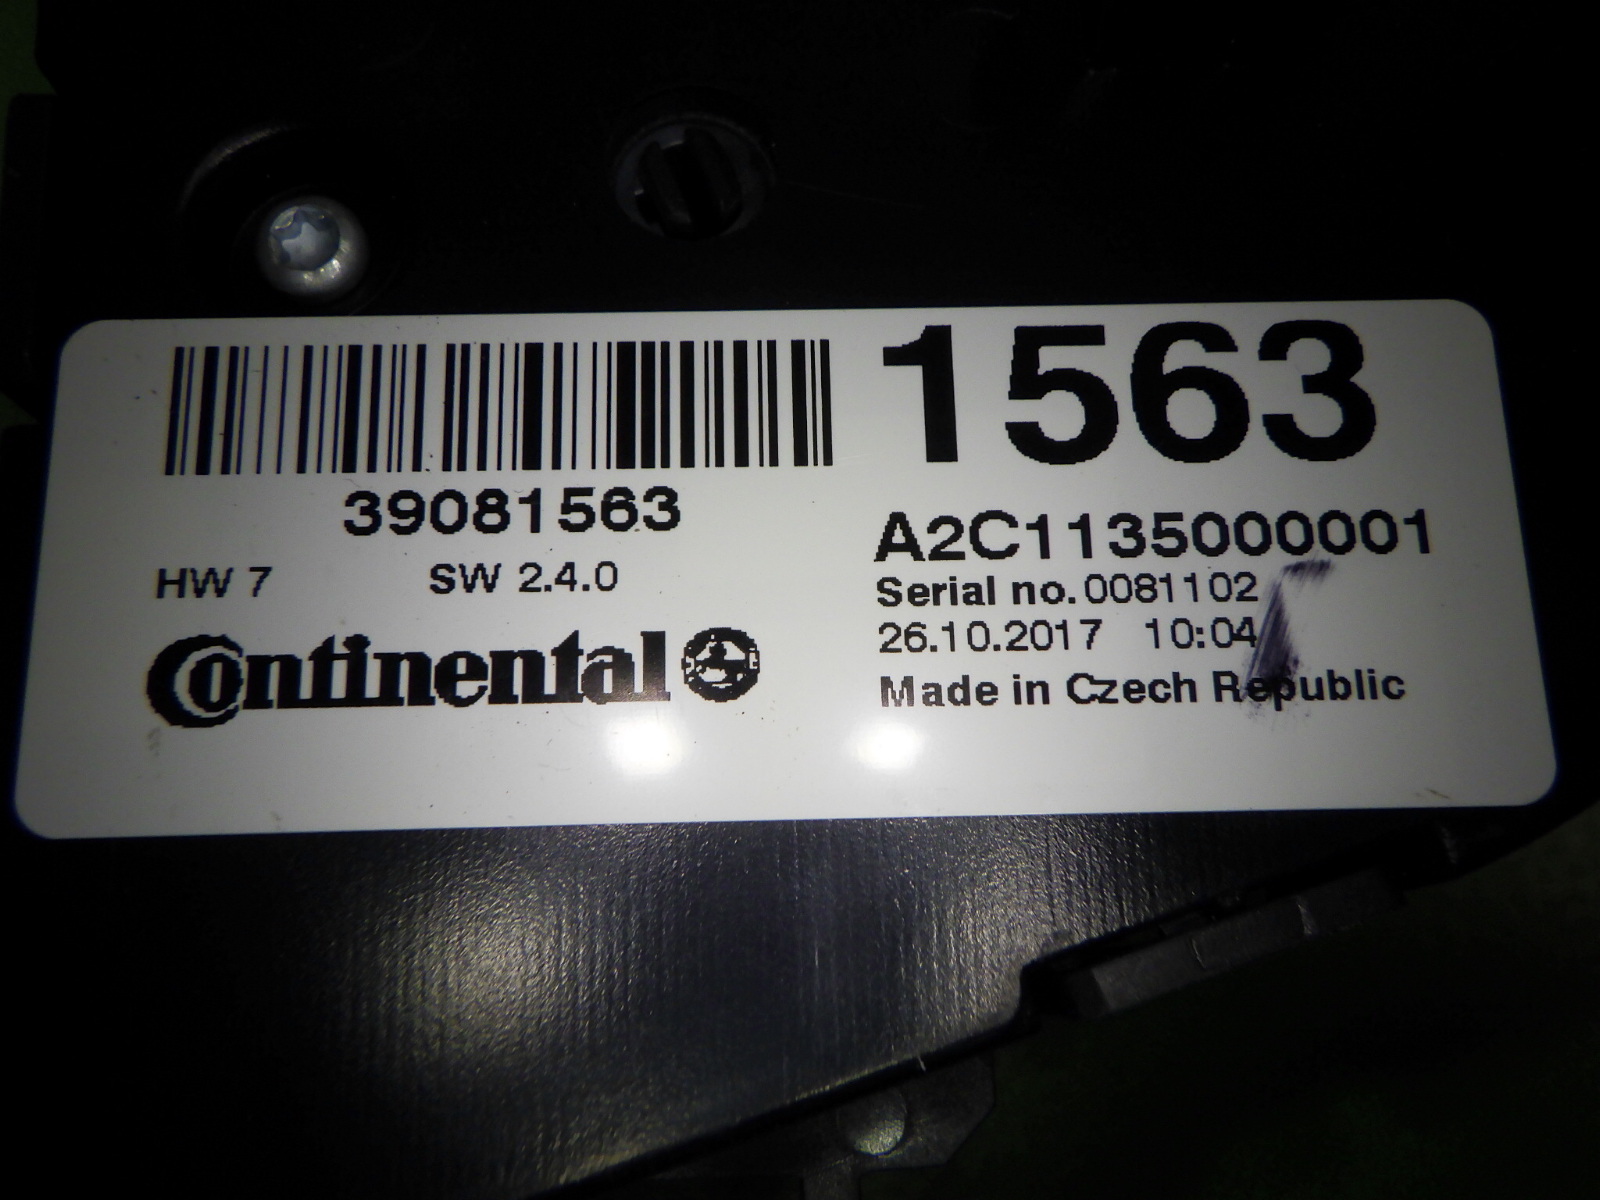 1563
39081563
A2C1135000001
HW 7 SW 2.4.0
Serial no.0081102
26.10.2017 10:04
Continental
Made in Czech Republic